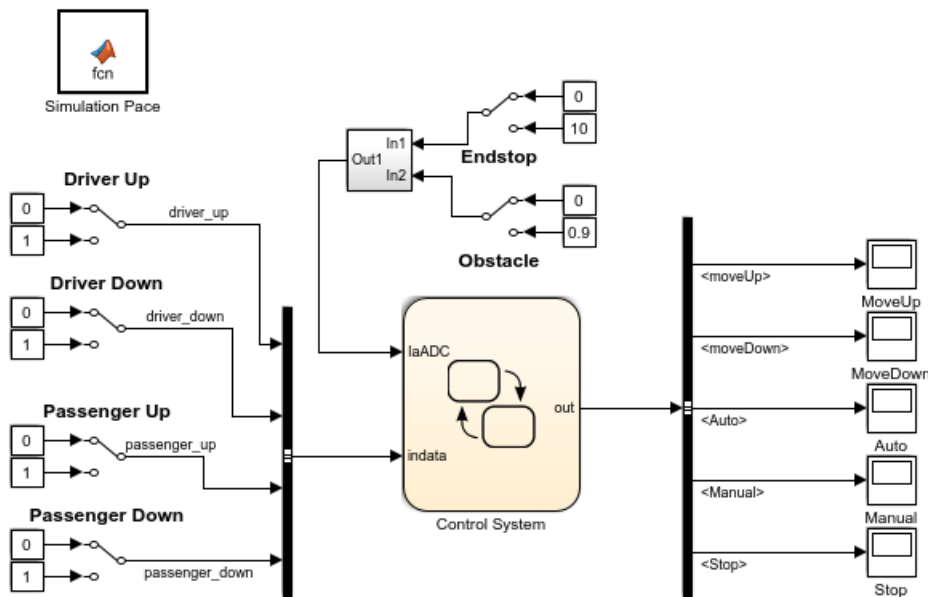 fcn
Simulation Pace
0
10
In1
Out1
In2
Endstop
0
0.9
Obstacle
Driver Up
0
1
driver_up
Driver Down
0
1
driver_down
Passenger Up
0
1
passenger_up
Passenger Down
0
1
passenger_down
IaADC
indata
out
Control System
<moveUp>
MoveUp
<moveDown>
MoveDown
<Auto>
Auto
<Manual>
Manual
<Stop>
Stop